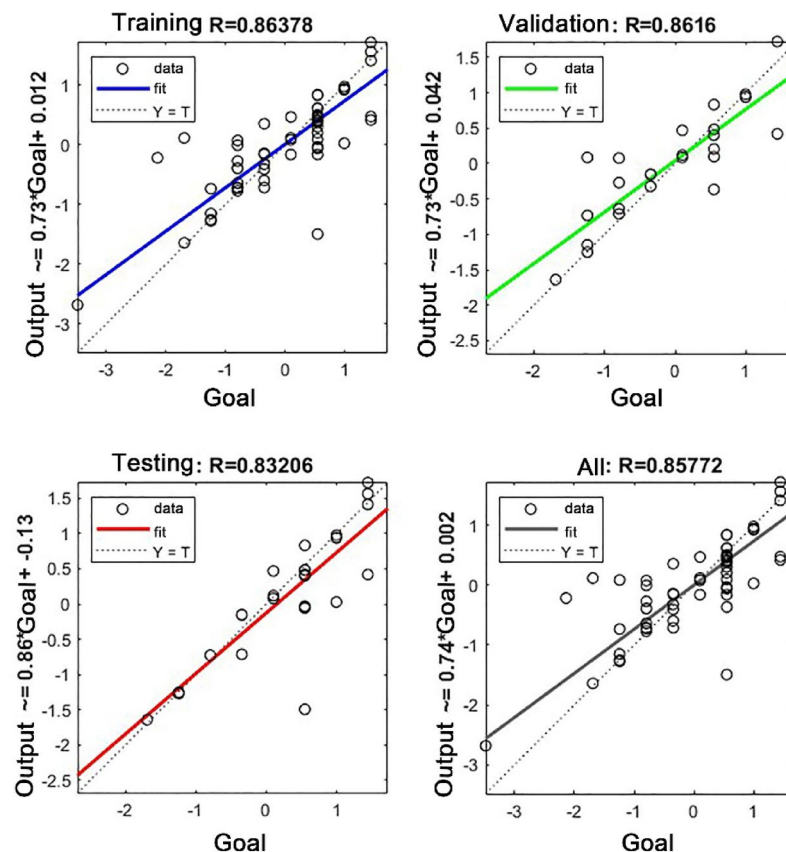 Training R=0.86378
Output ~= 0.73*Goal+ 0.012
data
fit
Y = T
1
0
-1
-2
-3
-3
-2
-1
0
1
Goal
Validation: R=0.8616
Output ~= 0.73*Goal+ 0.042
data
fit
Y = T
1.5
1
0.5
0
-0.5
-1
-1.5
-2
-2.5
-2
-1
0
1
Goal
Testing: R=0.83206
Output ~= 0.86*Goal+ -0.13
data
fit
Y = T
1.5
1
0.5
0
-0.5
-1
-1.5
-2
-2.5
-2
-1
0
1
Goal
All: R=0.85772
Output ~= 0.74*Goal+ 0.002
data
fit
Y = T
1
0
-1
-2
-3
-3
-2
-1
0
1
Goal